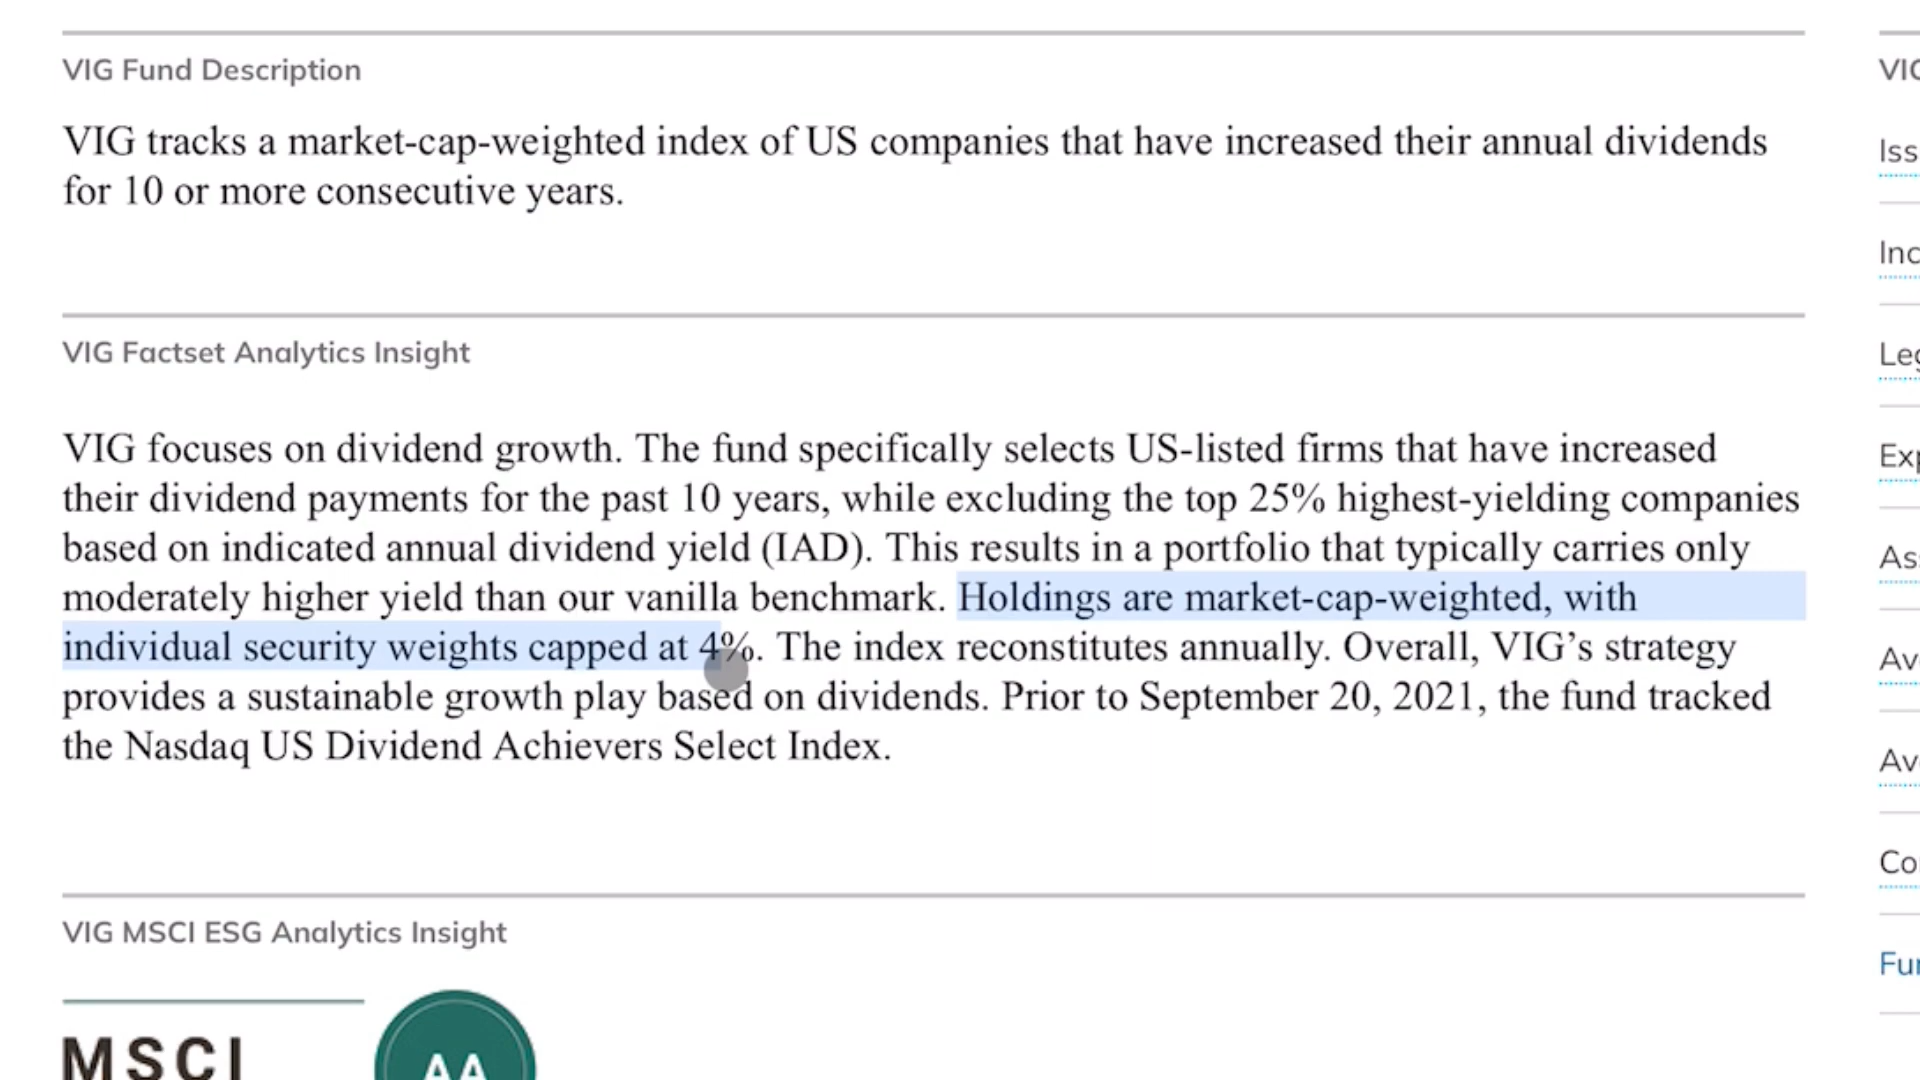 VIG Fund Description
VIG tracks a market-cap-weighted index of US companies that have increased their annual dividends
for 10 or more consecutive years.
VIG Factset Analytics Insight
VIG focuses on dividend growth. The fund specifically selects US-listed firms that have increased
their dividend payments for the past 10 years, while excluding the top 25% highest-yielding companies
based on indicated annual dividend yield (IAD). This results in a portfolio that typically carries only
moderately higher yield than our vanilla benchmark. Holdings are market-cap-weighted, with
individual security weights capped at 4%. The index reconstitutes annually. Overall, VIG’s strategy
provides a sustainable growth play based on dividends. Prior to September 20, 2021, the fund tracked
the Nasdaq US Dividend Achievers Select Index.
VIG MSCI ESG Analytics Insight
MSCI
AA